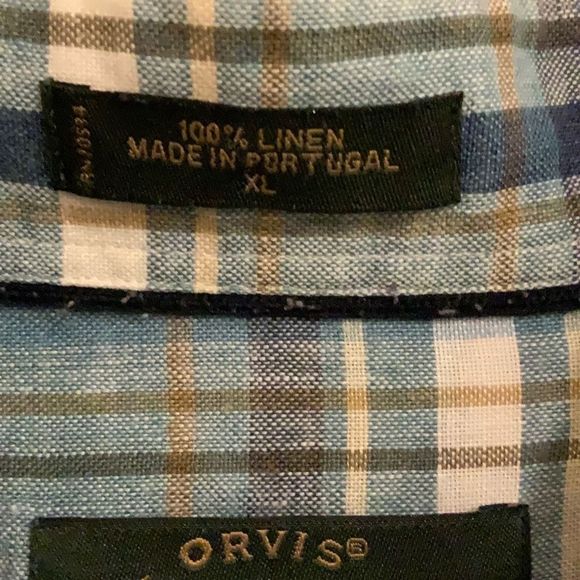 100% LINEN
MADE IN PORTUGAL
XL
ORVIS®